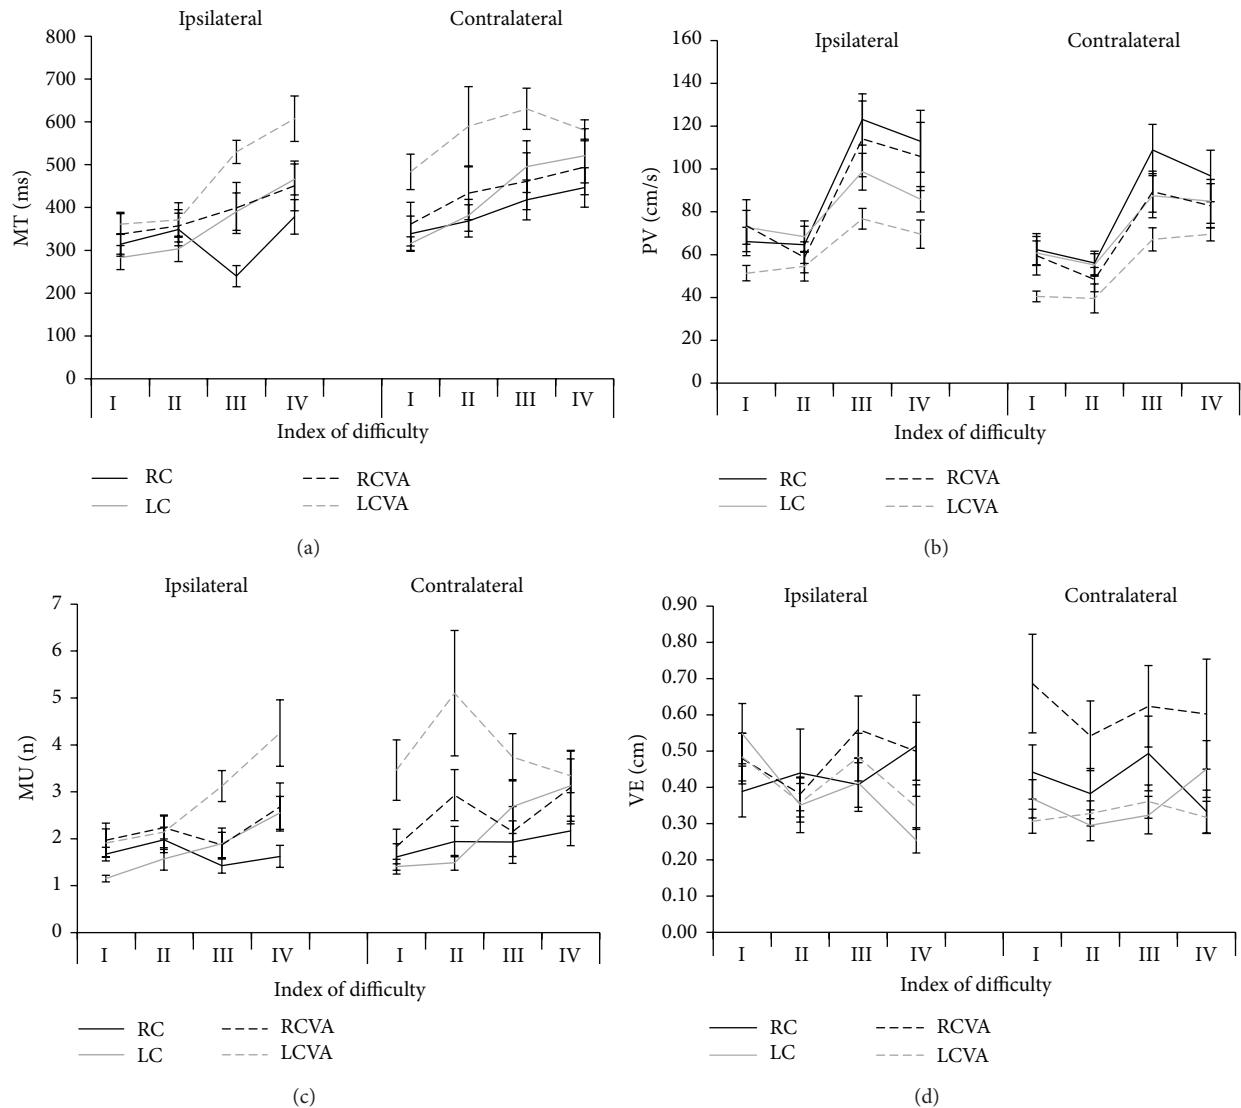 Ipsilateral Contralateral
800
700
600
500
400
300
200
100
0
MT (ms)
I II III IV I II III IV
Index of difficulty
RC RCVA
LC LCVA
(a)
Ipsilateral Contralateral
160
140
120
100
80
60
40
20
0
PV (cm/s)
I II III IV I II III IV
Index of difficulty
RC RCVA
LC LCVA
(b)
Ipsilateral Contralateral
7
6
5
4
3
2
1
0
MU (n)
I II III IV I II III IV
Index of difficulty
RC RCVA
LC LCVA
(c)
Ipsilateral Contralateral
0.90
0.80
0.70
0.60
0.50
0.40
0.30
0.20
0.10
0.00
VE (cm)
I II III IV I II III IV
Index of difficulty
RC RCVA
LC LCVA
(d)